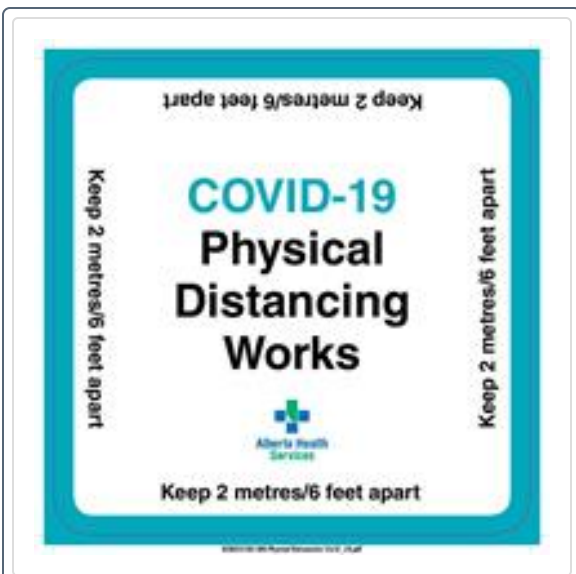 Keep 2 metres/6 feet apart
Keep 2 metres/6 feet apart
Keep 2 metres/6 feet apart
COVID-19
Physical
Distancing
Works
Alberta Health
Services
Keep 2 metres/6 feet apart